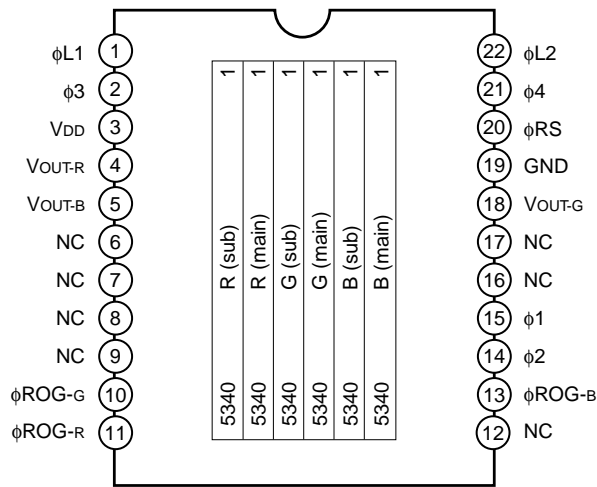 ϕL1 1
ϕ3 2
VDD 3
VOUT-R 4
VOUT-B 5
NC 6
NC 7
NC 8
NC 9
ϕROG-G 10
ϕROG-R 11
5340 R (sub) 1
5340 R (main) 1
5340 G (sub) 1
5340 G (main) 1
5340 B (sub) 1
5340 B (main) 1
22 ϕL2
21 ϕ4
20 ϕRS
19 GND
18 VOUT-G
17 NC
16 NC
15 ϕ1
14 ϕ2
13 ϕROG-B
12 NC